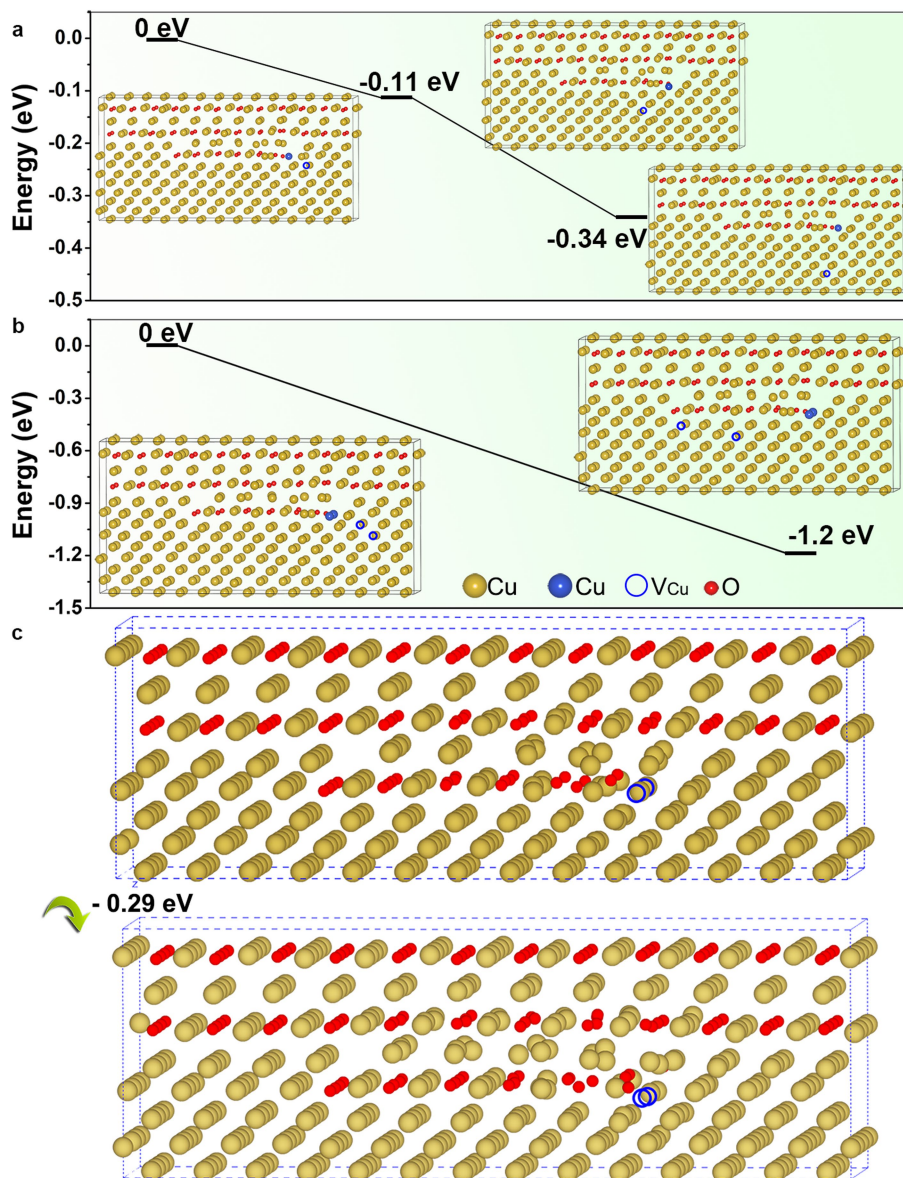 a
0 eV
0.0
-0.1
-0.2
-0.3
-0.4
-0.5
Energy (eV)
-0.11 eV
-0.34 eV
b
0 eV
0.0
-0.3
-0.6
-0.9
-1.2
-1.5
Energy (eV)
-1.2 eV
Cu Cu VCu O
c
z
- 0.29 eV